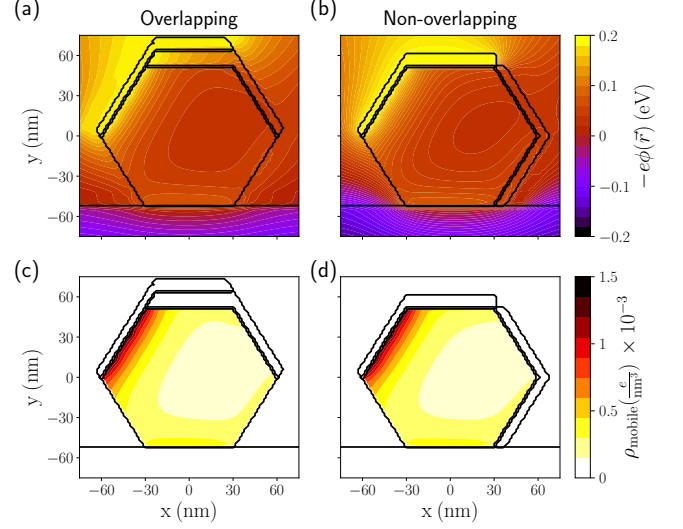 (a) Overlapping
(b) Non-overlapping
y (nm)
60
30
0
−30
−60
0.2
0.1
0
−0.1
−0.2
−eϕ(r⃗) (eV)
(c)
(d)
y (nm)
60
30
0
−30
−60
−60 −30 0 30 60
x (nm)
−60 −30 0 30 60
x (nm)
1.5
1
0.5
0
ρmobile(e/nm³) × 10⁻³